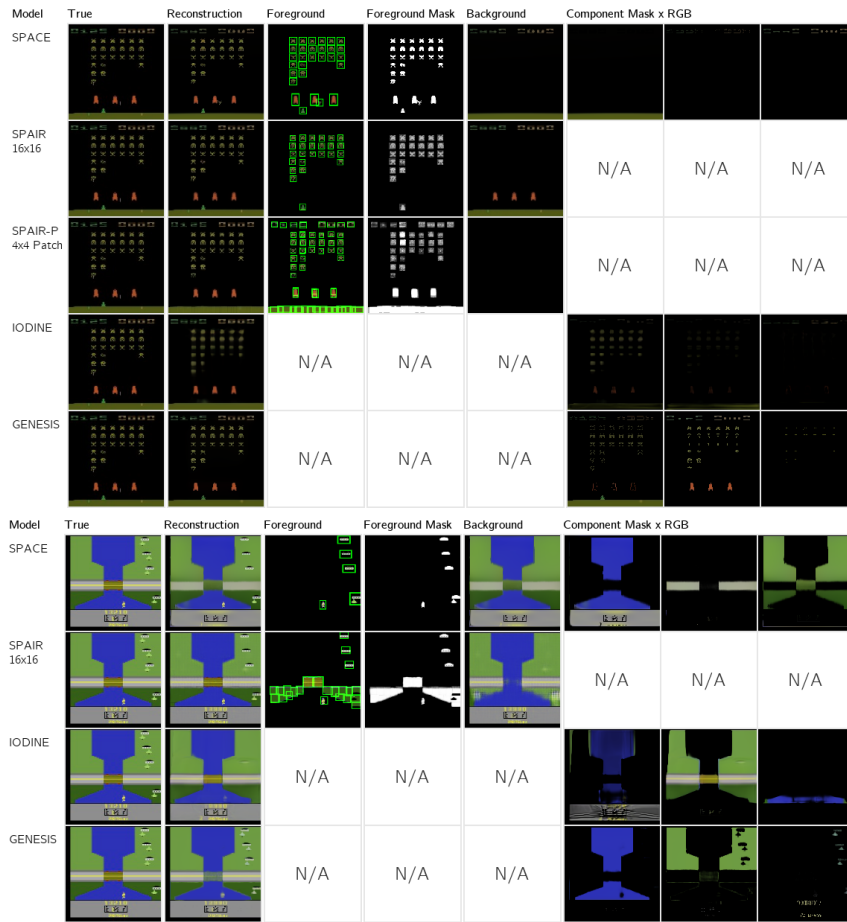 Model True Reconstruction Foreground Foreground Mask Background Component Mask x RGB
SPACE
SPAIR
16x16
N/A N/A N/A
SPAIR-P
4x4 Patch
N/A N/A N/A
IODINE
N/A N/A N/A
GENESIS
N/A N/A N/A
Model True Reconstruction Foreground Foreground Mask Background Component Mask x RGB
SPACE
SPAIR
16x16
N/A N/A N/A
IODINE
N/A N/A N/A
GENESIS
N/A N/A N/A